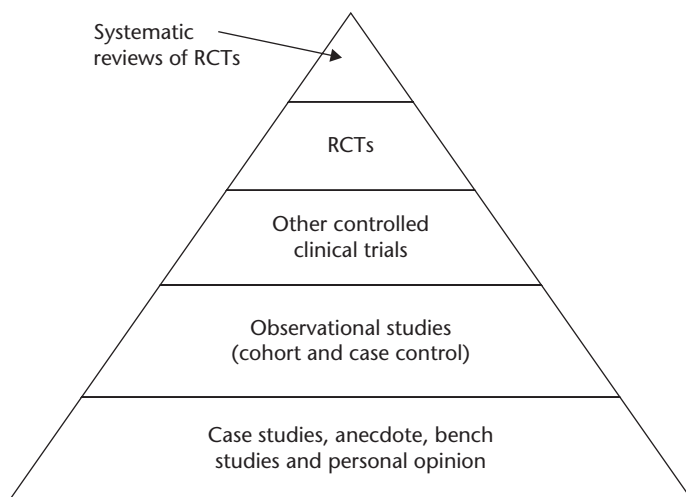 Systematic
reviews of RCTs
RCTs
Other controlled
clinical trials
Observational studies
(cohort and case control)
Case studies, anecdote, bench
studies and personal opinion